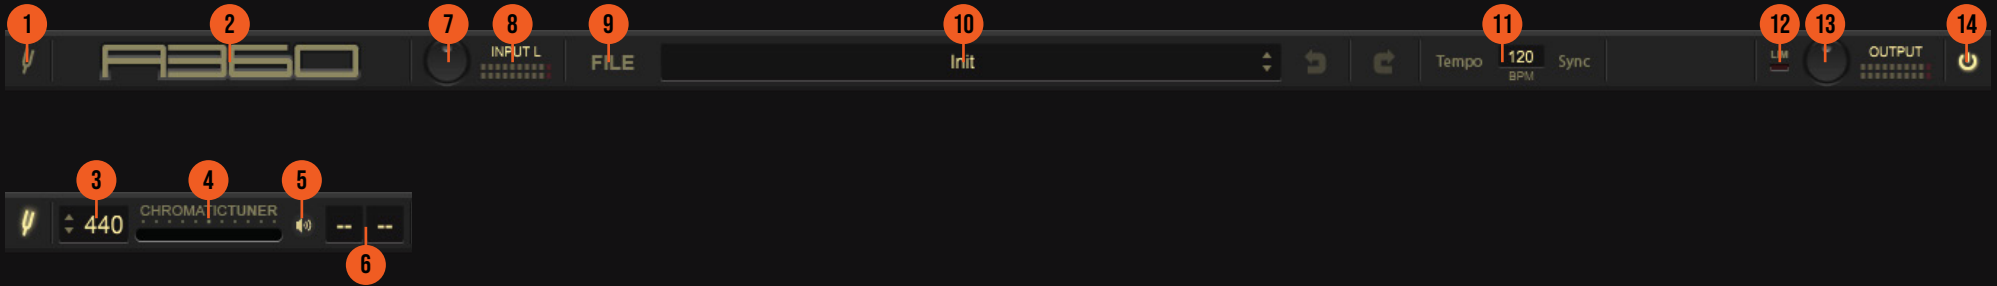 1 2 7 8 9 10 11 12 13 14
A360 INPUT L FILE Init Tempo 120 BPM Sync LIM OUTPUT
3 4 5
440 CHROMATICTUNER -- --
6